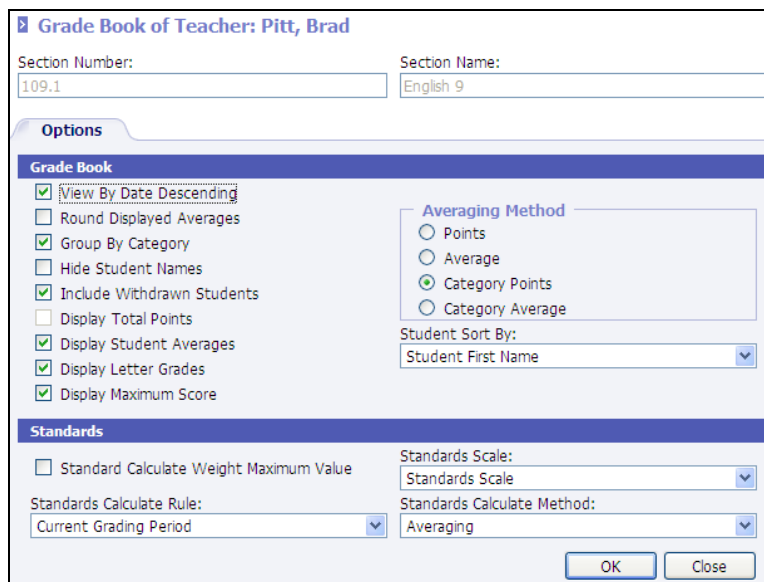 Grade Book of Teacher: Pitt, Brad
Section Number:
Section Name:
109.1
English 9
Options
Grade Book
View By Date Descending
Round Displayed Averages
Group By Category
Hide Student Names
Include Withdrawn Students
Display Total Points
Display Student Averages
Display Letter Grades
Display Maximum Score
Averaging Method
Points
Average
Category Points
Category Average
Student Sort By:
Student First Name
Standards
Standard Calculate Weight Maximum Value
Standards Scale:
Standards Scale
Standards Calculate Rule:
Current Grading Period
Standards Calculate Method:
Averaging
OK
Close